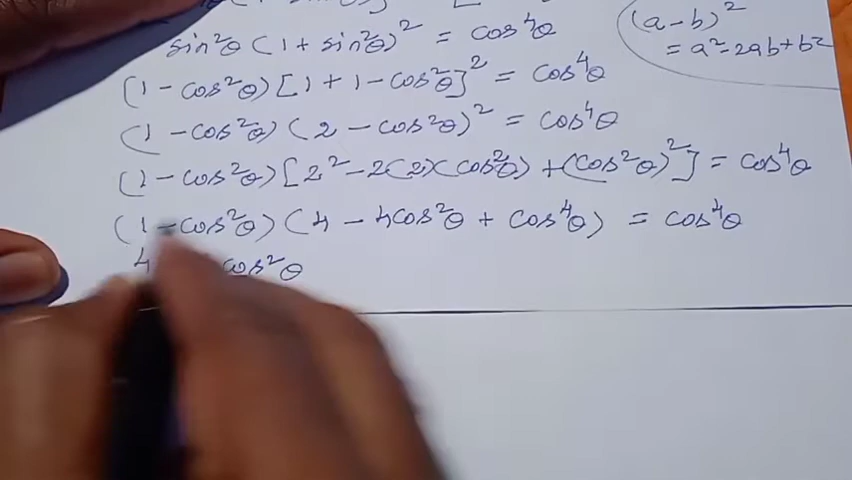 sin²θ (1 + sin²θ)² = cos⁴θ
(a-b)²
= a²-2ab+b²
(1 - cos²θ) [1 + 1 - cos²θ]² = cos⁴θ
(1 - cos²θ) (2 - cos²θ)² = cos⁴θ
(1 - cos²θ) [2² - 2(2)(cos²θ) + (cos²θ)²] = cos⁴θ
(1 - cos²θ) (4 - 4cos²θ + cos⁴θ) = cos⁴θ
4 cos²θ